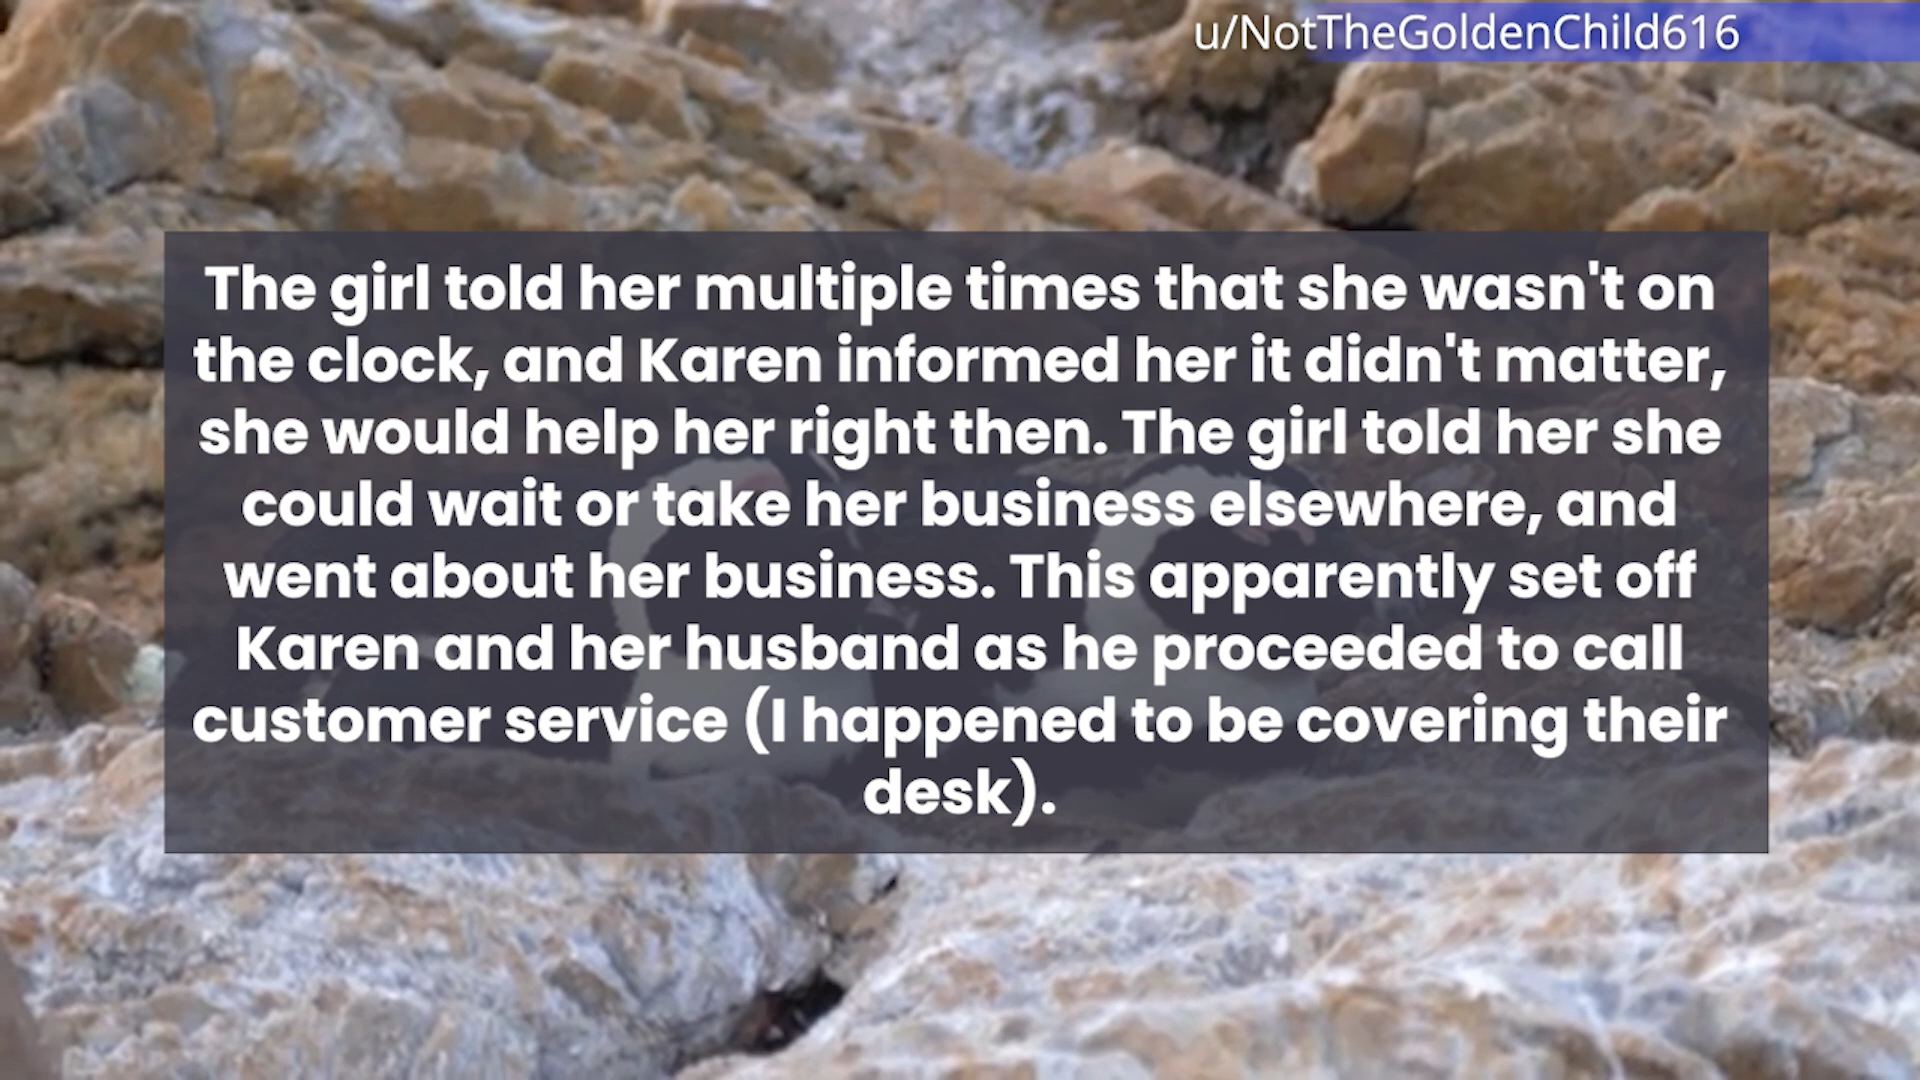 u/NotTheGoldenChild616
The girl told her multiple times that she wasn't on
the clock, and Karen informed her it didn't matter,
she would help her right then. The girl told her she
could wait or take her business elsewhere, and
went about her business. This apparently set off
Karen and her husband as he proceeded to call
customer service (I happened to be covering their
desk).